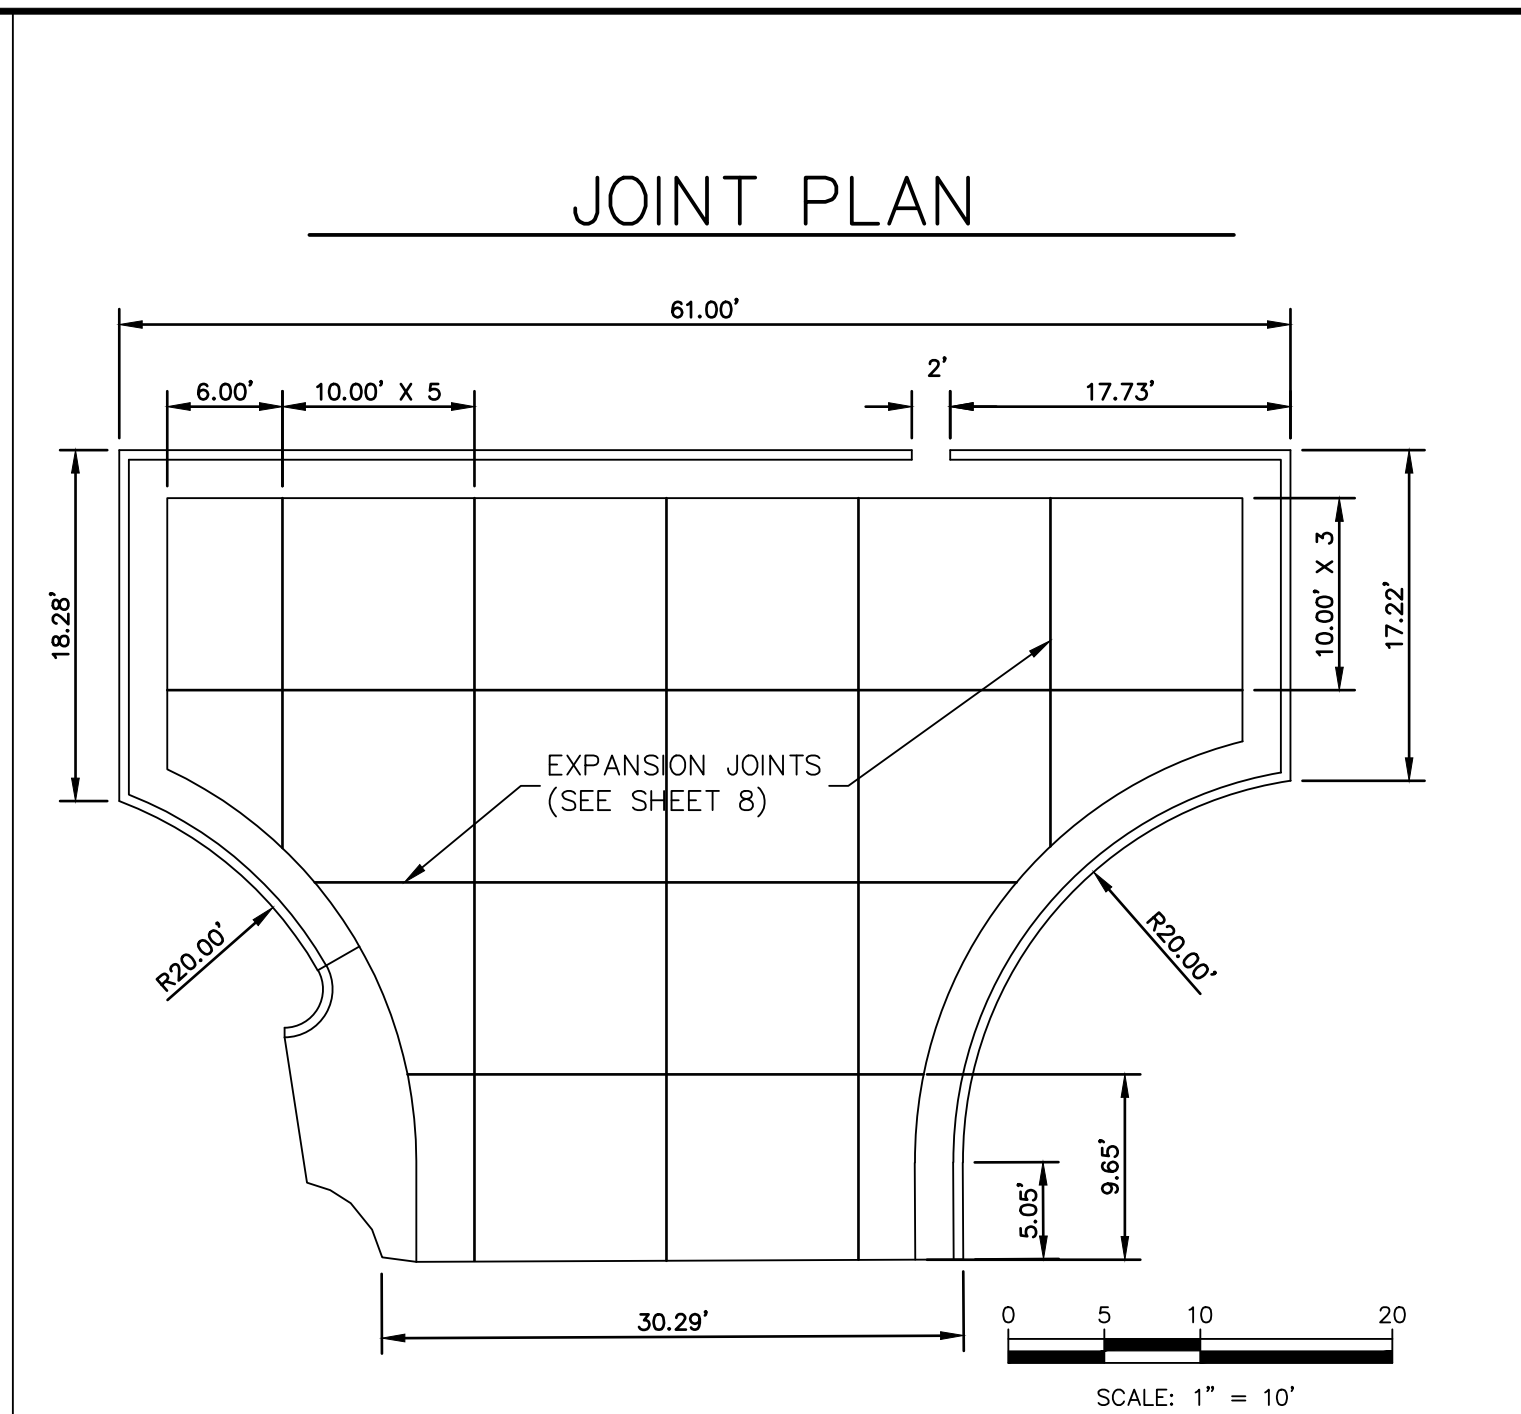 JOINT PLAN
61.00'
2'
6.00'
10.00' X 5
17.73'
18.28'
10.00' X 3
17.22'
EXPANSION JOINTS
(SEE SHEET 8)
R20.00'
R20.00'
9.65'
5.05'
30.29'
0 5 10 20
SCALE: 1" = 10'